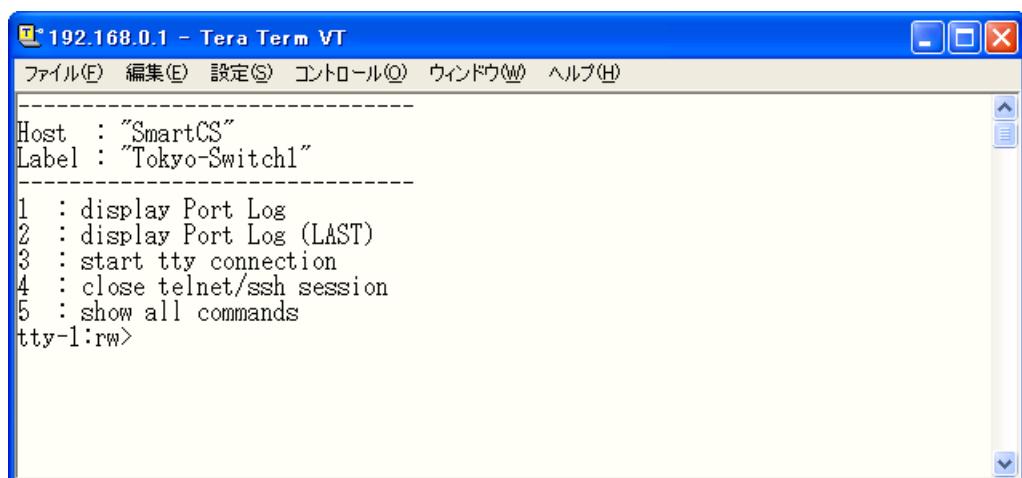 192.168.0.1 - Tera Term VT
ファイル(F) 編集(E) 設定(S) コントロール(O) ウィンドウ(W) ヘルプ(H)
-------------------------------
Host  : "SmartCS"
Label : "Tokyo-Switch1"
-------------------------------
1  : display Port Log
2  : display Port Log (LAST)
3  : start tty connection
4  : close telnet/ssh session
5  : show all commands
tty-1:rw>